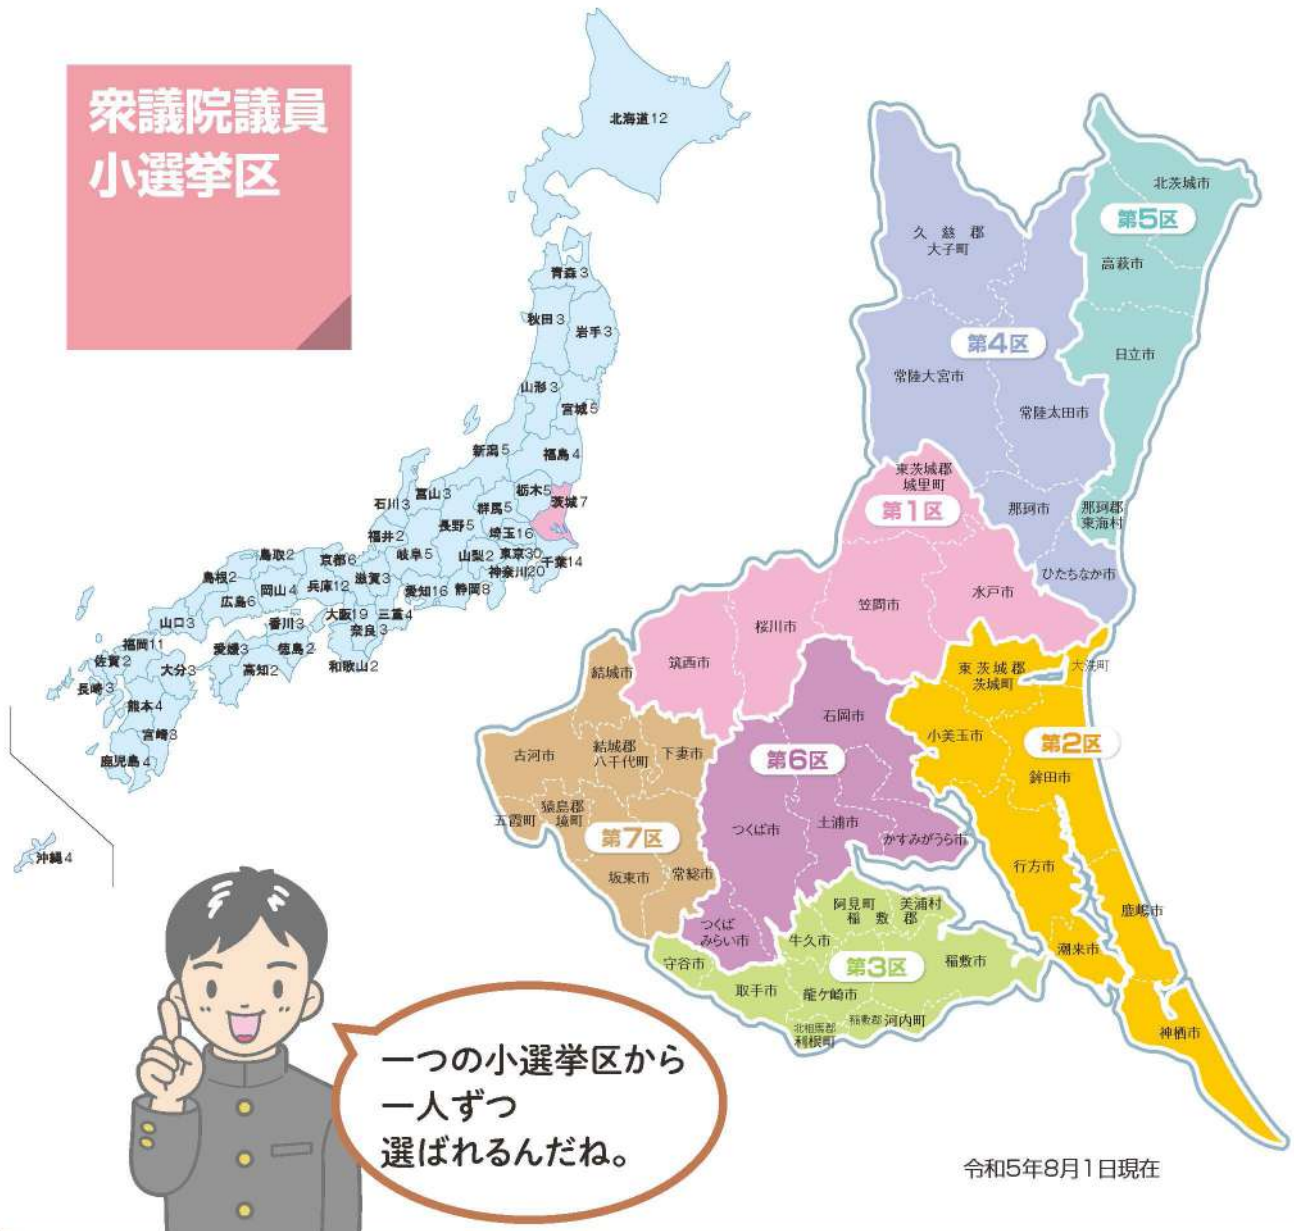 衆議院議員
小選挙区
北海道12
青森3
秋田3
岩手3
山形3
宮城5
新潟5
福島4
栃木5
茨城7
富山3
石川3
群馬5
長野5
埼玉16
福井2
岐阜5
山梨2
東京30
千葉14
神奈川20
鳥取2
京都6
滋賀3
愛知16
静岡8
島根2
岡山4
兵庫12
広島6
大阪19
三重4
山口3
香川3
奈良3
福岡11
愛媛3
徳島2
和歌山2
佐賀2
大分3
高知2
長崎3
熊本4
宮崎3
鹿児島4
沖縄4
北茨城市
第5区
久慈郡
大子町
高萩市
第4区
日立市
常陸大宮市
常陸太田市
東茨城郡
城里町
第1区
那珂市
那珂郡
東海村
ひたちなか市
水戸市
笠間市
桜川市
筑西市
結城市
東茨城郡
茨城町
大洗町
石岡市
小美玉市
第2区
鉾田市
古河市
結城郡
八千代町
下妻市
第6区
五霞町
猿島郡
境町
第7区
つくば市
土浦市
かすみがうら市
行方市
坂東市
常総市
鹿嶋市
阿見町
稲敷郡
美浦村
つくば
みらい市
牛久市
潮来市
守谷市
第3区
稲敷市
取手市
龍ケ崎市
稲敷郡 河内町
北相馬郡
利根町
神栖市
一つの小選挙区から
一人ずつ
選ばれるんだね。
令和5年8月1日現在